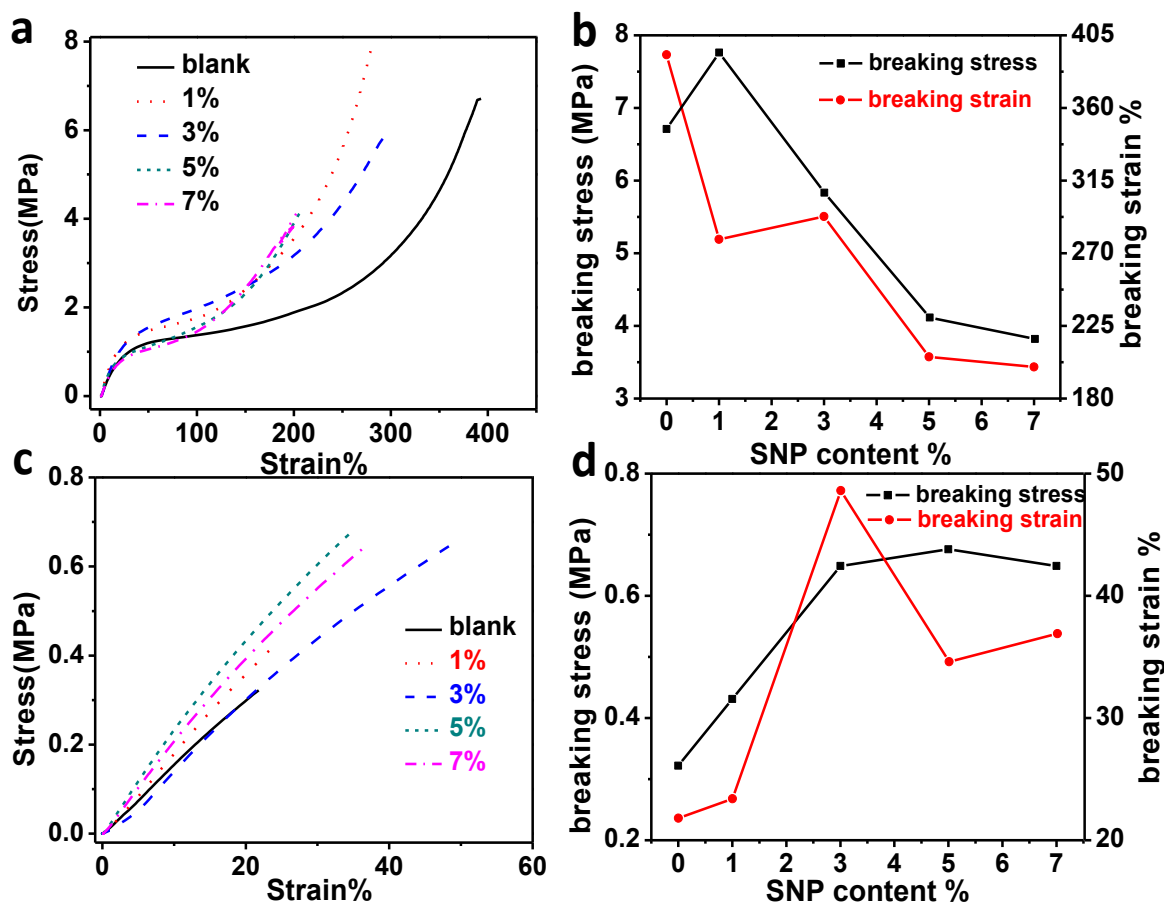 a
Stress(MPa)
8
6
4
2
0
blank
1%
3%
5%
7%
0 100 200 300 400
Strain%
b
breaking stress (MPa)
8
7
6
5
4
3
breaking stress
breaking strain
405
360
315
270
225
180
breaking strain %
0 1 2 3 4 5 6 7
SNP content %
c
Stress(MPa)
0.8
0.6
0.4
0.2
0.0
blank
1%
3%
5%
7%
0 20 40 60
Strain%
d
breaking stress (MPa)
0.8
0.6
0.4
0.2
breaking stress
breaking strain
50
40
30
20
breaking strain %
0 1 2 3 4 5 6 7
SNP content %